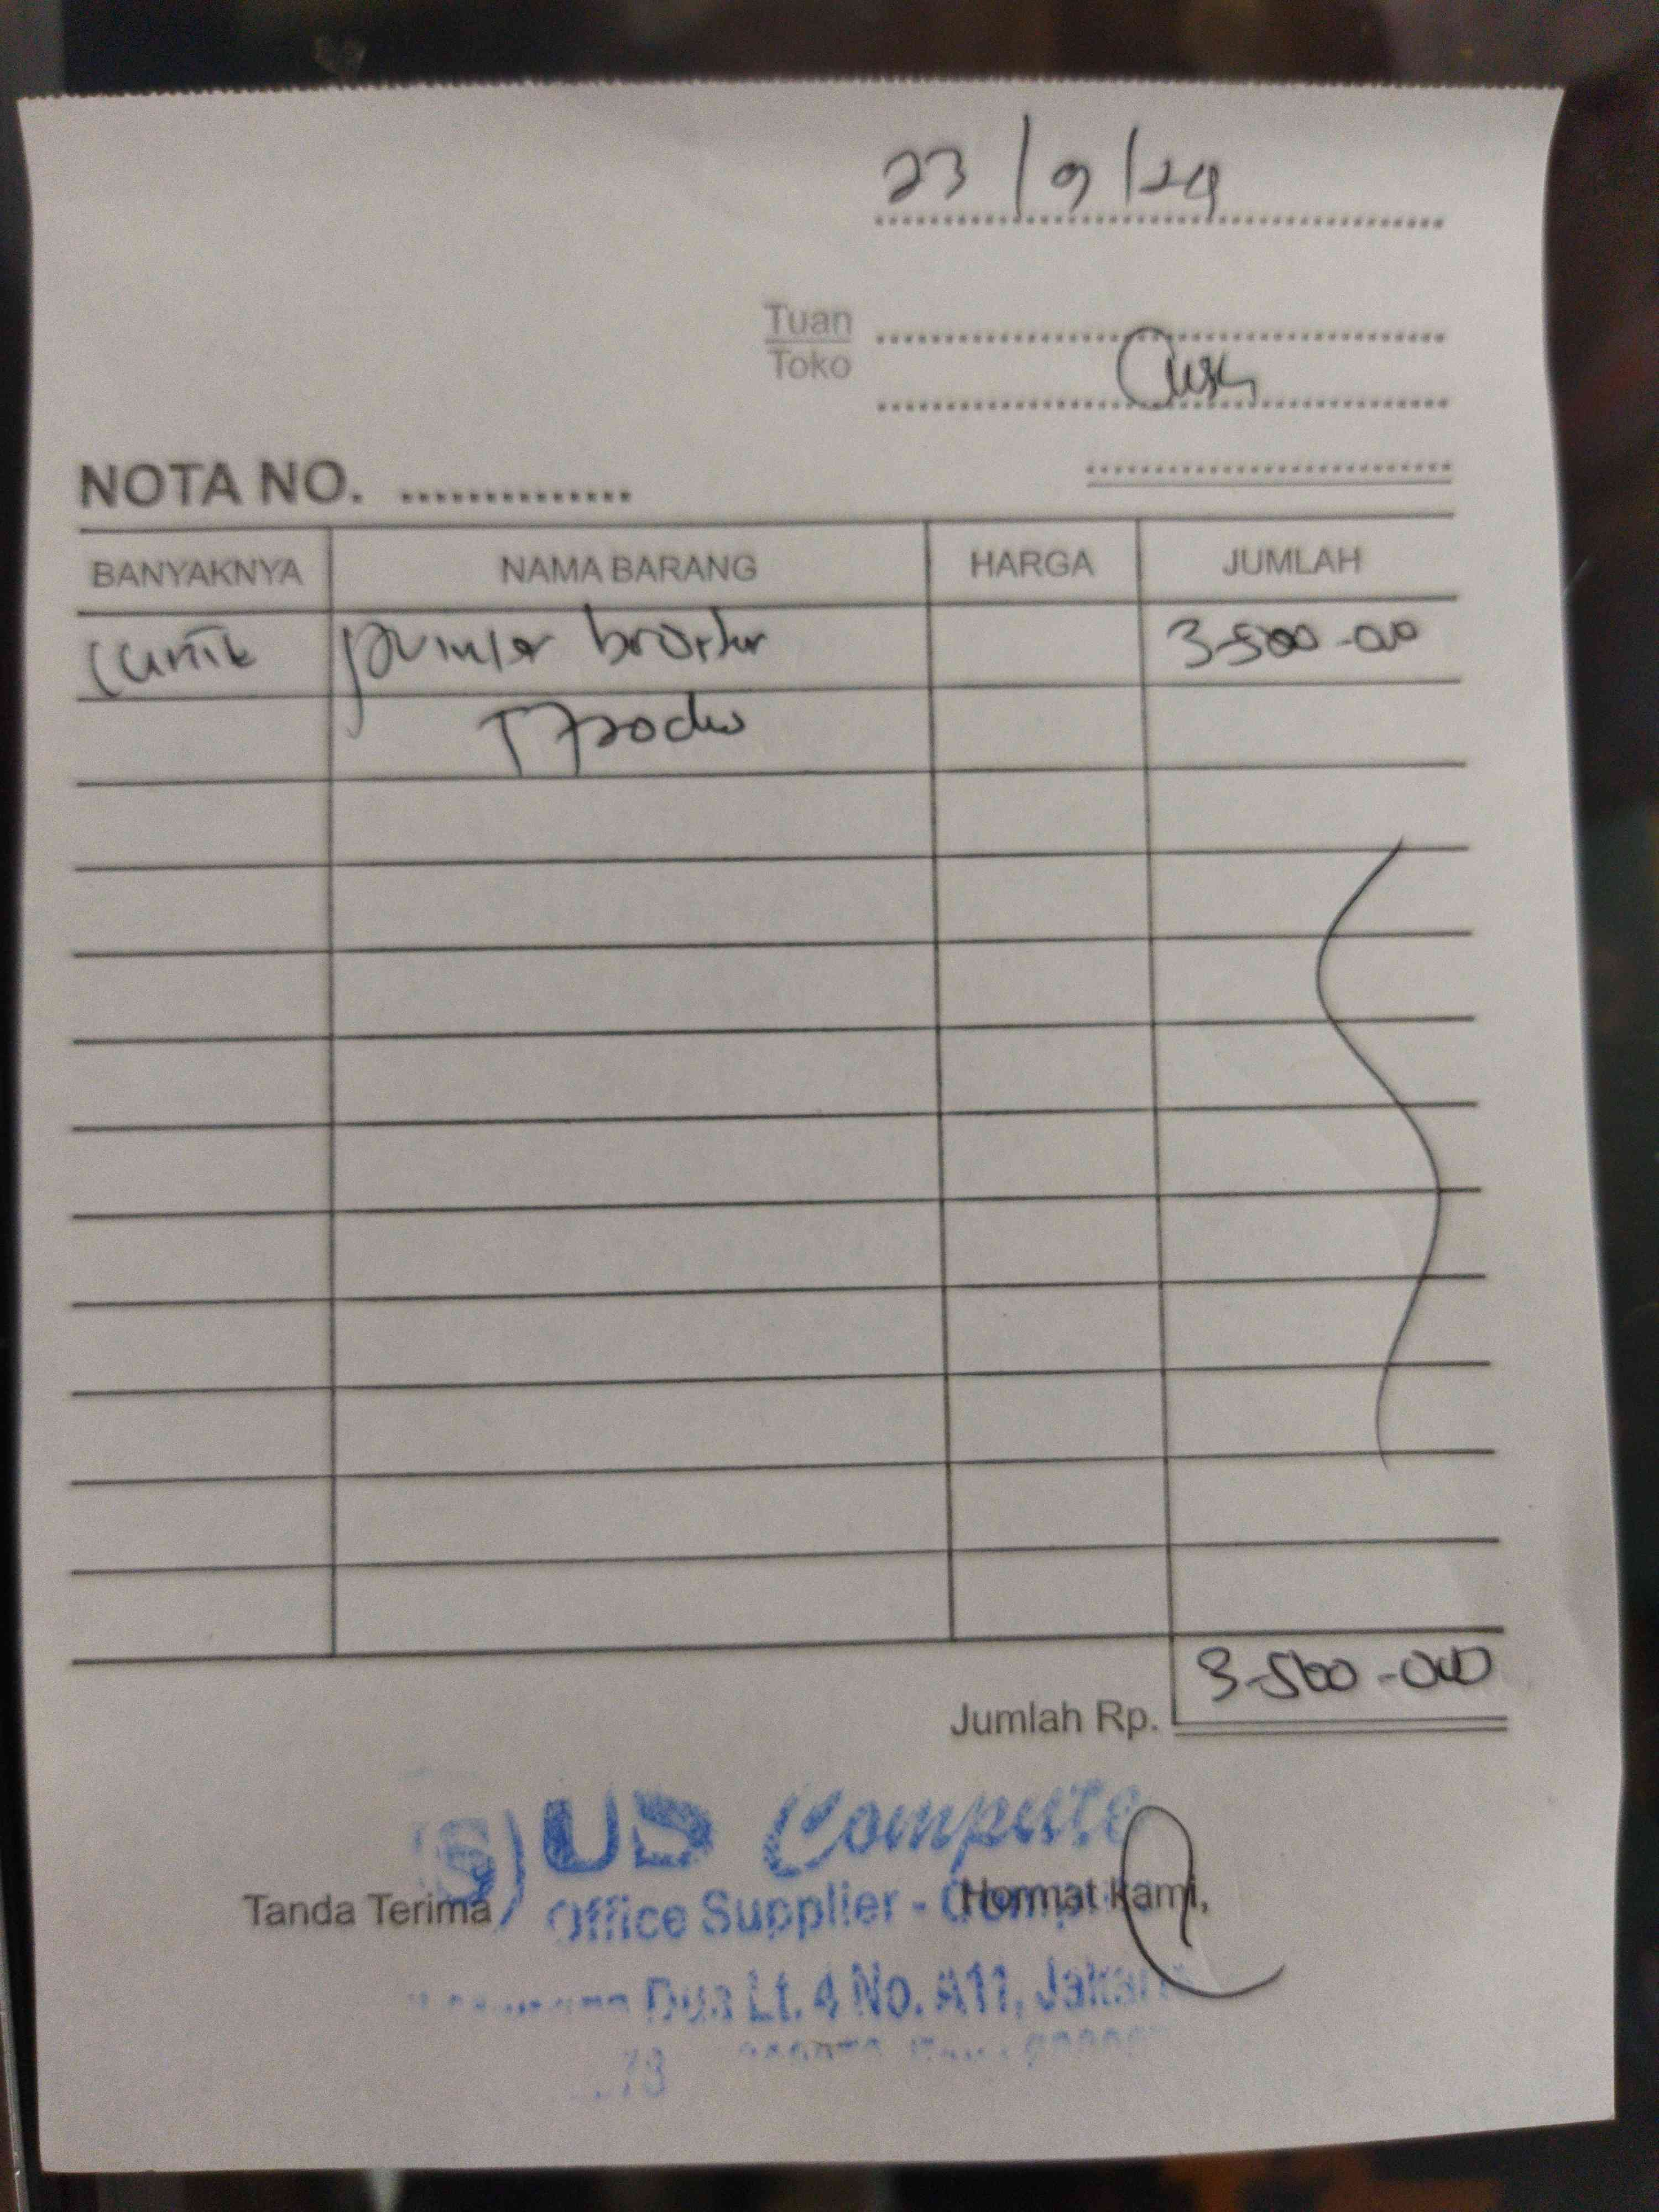 23/9/24
Tuan
Toko
Cash
NOTA NO. ..............
BANYAKNYA NAMA BARANG HARGA JUMLAH
1 unit printer brother 3-500-000
T720dw
Jumlah Rp. 3-500-000
US Compute
Tanda Terima Hormat Kami,
Office Supplier -
Dua Lt. 4 No. A11, Jakar
78